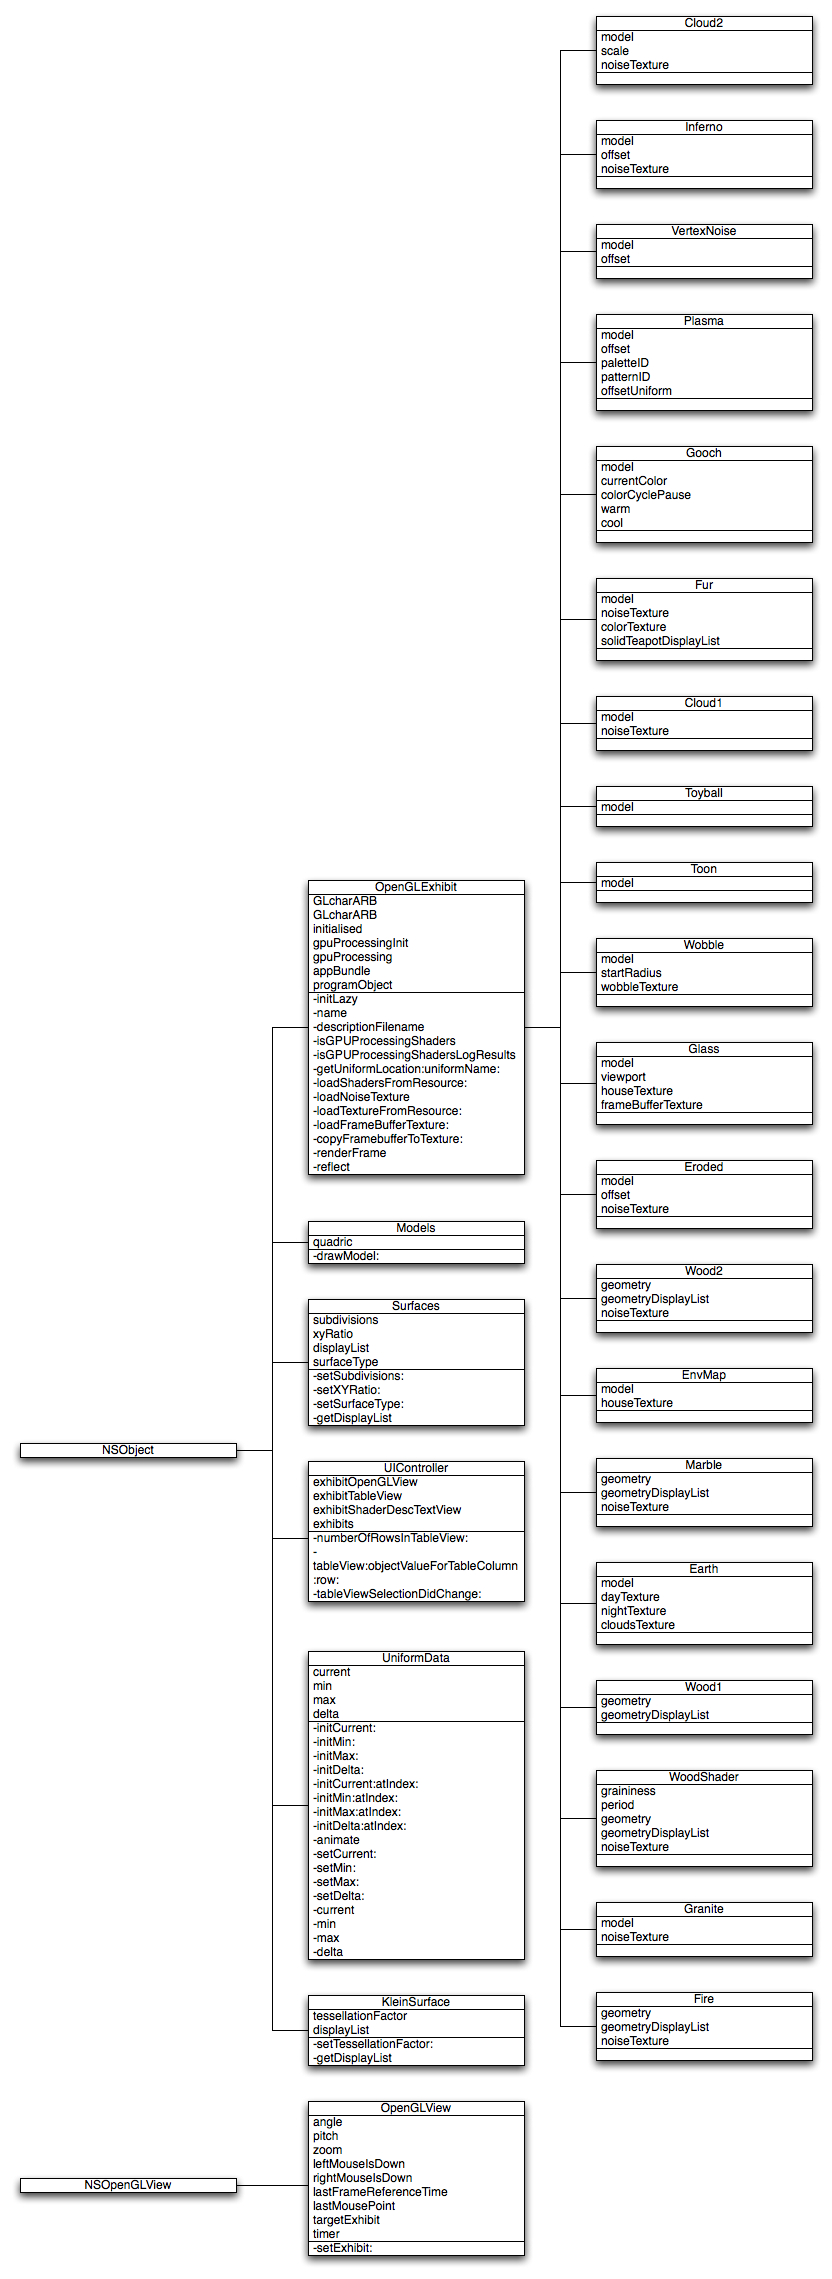 Cloud2
model
scale
noiseTexture
Inferno
model
offset
noiseTexture
VertexNoise
model
offset
Plasma
model
offset
paletteID
patternID
offsetUniform
Gooch
model
currentColor
colorCyclePause
warm
cool
Fur
model
noiseTexture
colorTexture
solidTeapotDisplayList
Cloud1
model
noiseTexture
Toyball
model
Toon
model
Wobble
model
startRadius
wobbleTexture
Glass
model
viewport
houseTexture
frameBufferTexture
Eroded
model
offset
noiseTexture
Wood2
geometry
geometryDisplayList
noiseTexture
EnvMap
model
houseTexture
Marble
geometry
geometryDisplayList
noiseTexture
Earth
model
dayTexture
nightTexture
cloudsTexture
Wood1
geometry
geometryDisplayList
WoodShader
graininess
period
geometry
geometryDisplayList
noiseTexture
Granite
model
noiseTexture
Fire
geometry
geometryDisplayList
noiseTexture
OpenGLExhibit
GLcharARB
GLcharARB
initialised
gpuProcessingInit
gpuProcessing
appBundle
programObject
-initLazy
-name
-descriptionFilename
-isGPUProcessingShaders
-isGPUProcessingShadersLogResults
-getUniformLocation:uniformName:
-loadShadersFromResource:
-loadNoiseTexture
-loadTextureFromResource:
-loadFrameBufferTexture:
-copyFramebufferToTexture:
-renderFrame
-reflect
Models
quadric
-drawModel:
Surfaces
subdivisions
xyRatio
displayList
surfaceType
-setSubdivisions:
-setXYRatio:
-setSurfaceType:
-getDisplayList
NSObject
UIController
exhibitOpenGLView
exhibitTableView
exhibitShaderDescTextView
exhibits
-numberOfRowsInTableView:
-
tableView:objectValueForTableColumn
:row:
-tableViewSelectionDidChange:
UniformData
current
min
max
delta
-initCurrent:
-initMin:
-initMax:
-initDelta:
-initCurrent:atIndex:
-initMin:atIndex:
-initMax:atIndex:
-initDelta:atIndex:
-animate
-setCurrent:
-setMin:
-setMax:
-setDelta:
-current
-min
-max
-delta
KleinSurface
tessellationFactor
displayList
-setTessellationFactor:
-getDisplayList
NSOpenGLView
OpenGLView
angle
pitch
zoom
leftMouseIsDown
rightMouseIsDown
lastFrameReferenceTime
lastMousePoint
targetExhibit
timer
-setExhibit: